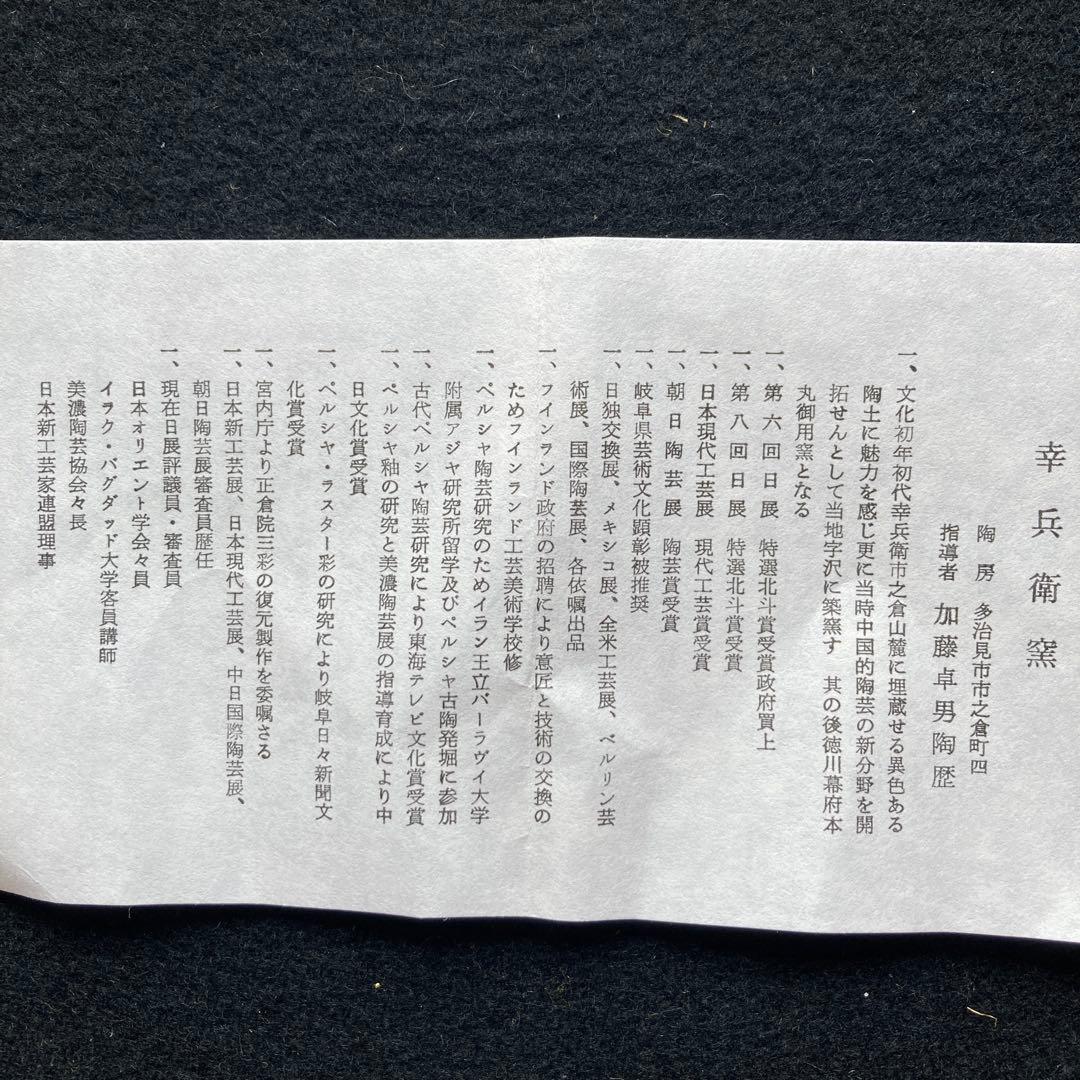 幸兵衛窯
陶房 多治見市市之倉町四
指導者 加藤卓男陶歴
一、文化初年初代幸兵衛市之倉山麓に埋蔵せる異色ある
陶土に魅力を感じ更に当時中国的陶芸の新分野を開
拓せんとして当地字沢に築窯す 其の後徳川幕府本
丸御用窯となる
一、第六回日展 特選北斗賞受賞政府買上
一、第八回日展 特選北斗賞受賞
一、日本現代工芸展 現代工芸賞受賞
一、朝日陶芸展 陶芸賞受賞
一、岐阜県芸術文化顕彰被推奨
一、日独交換展、メキシコ展、全米工芸展、ベルリン芸
術展、国際陶芸展、各依嘱出品
一、フインランド政府の招聘により意匠と技術の交換の
ためフインランド工芸美術学校修
一、ペルシャ陶芸研究のためイラン王立パーラヴイ大学
附属アジャ研究所留学及びペルシャ古陶発堀に参加
一、古代ペルシャ陶芸研究により東海テレビ文化賞受賞
一、ペルシャ釉の研究と美濃陶芸展の指導育成により中
日文化賞受賞
一、ペルシャ・ラスター彩の研究により岐阜日々新聞文
化賞受賞
一、宮内庁より正倉院三彩の復元製作を委嘱さる
一、日本新工芸展、日本現代工芸展、中日国際陶芸展、
朝日陶芸展審査員歴任
一、現在日展評議員・審査員
日本オリエント学会々員
イラク・バグダッド大学客員講師
美濃陶芸協会々長
日本新工芸家連盟理事